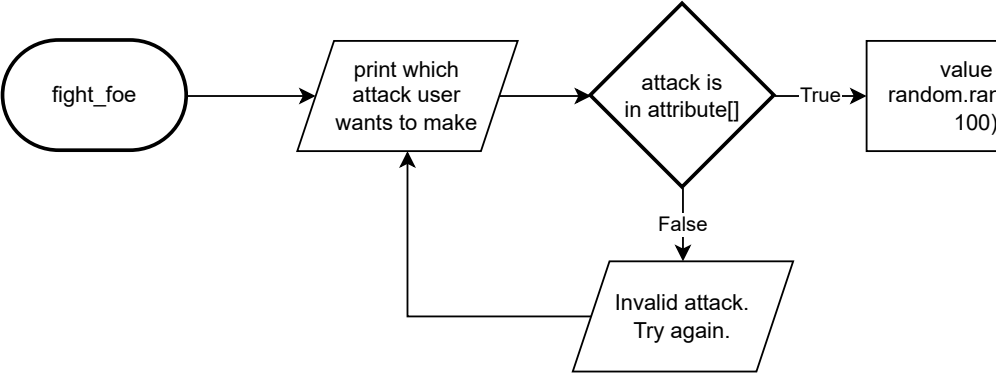 fight_foe
print which
attack user
wants to make
attack is
in attribute[]
True
value
100)
False
Invalid attack.
Try again.